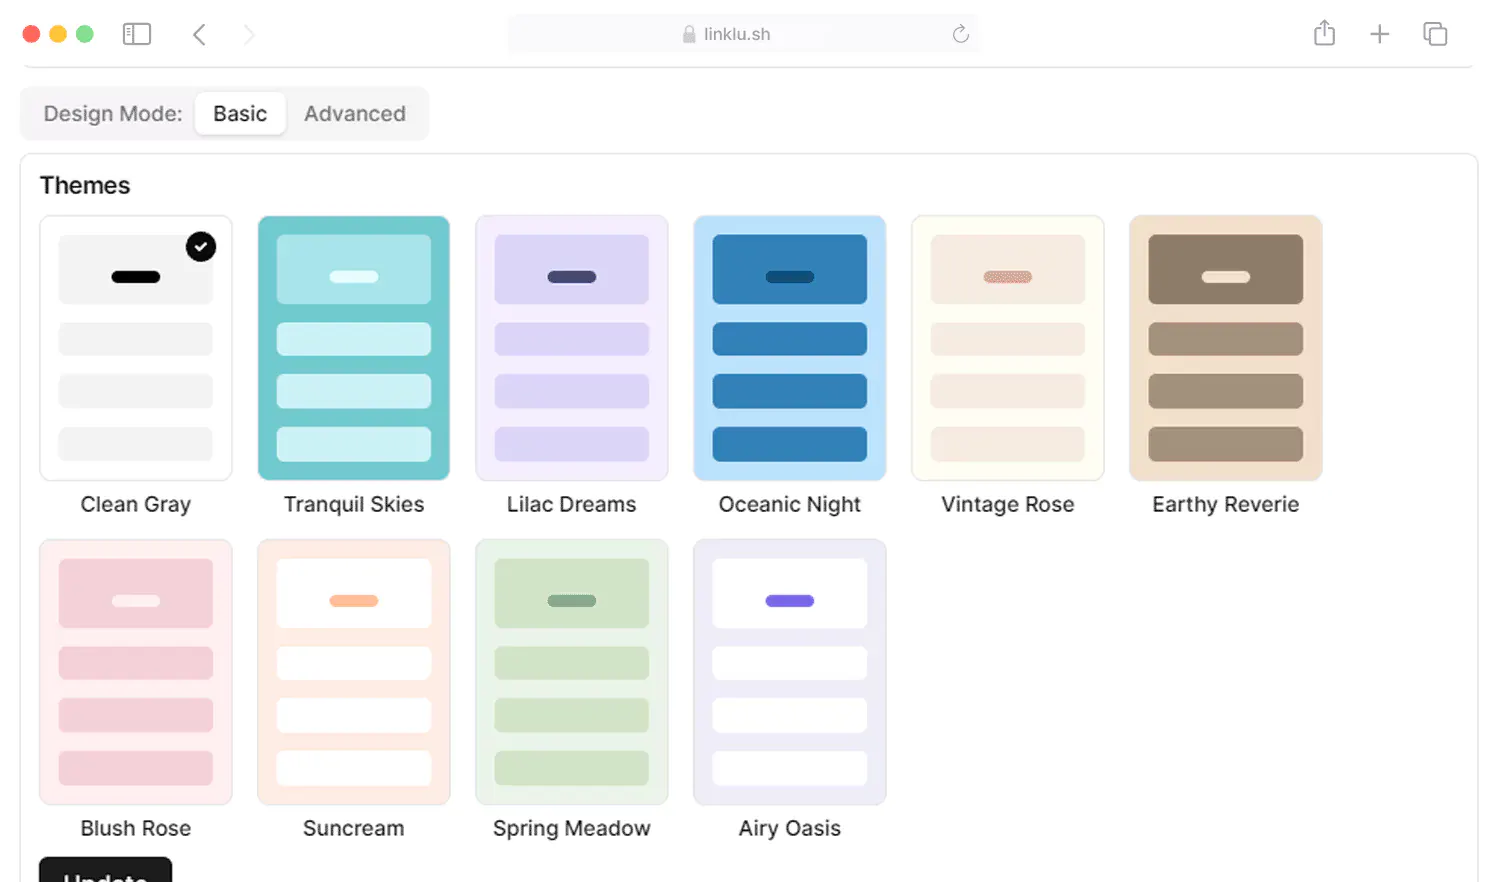 linklu.sh
Design Mode: Basic Advanced
Themes
Clean Gray Tranquil Skies Lilac Dreams Oceanic Night Vintage Rose Earthy Reverie
Blush Rose Suncream Spring Meadow Airy Oasis
Update